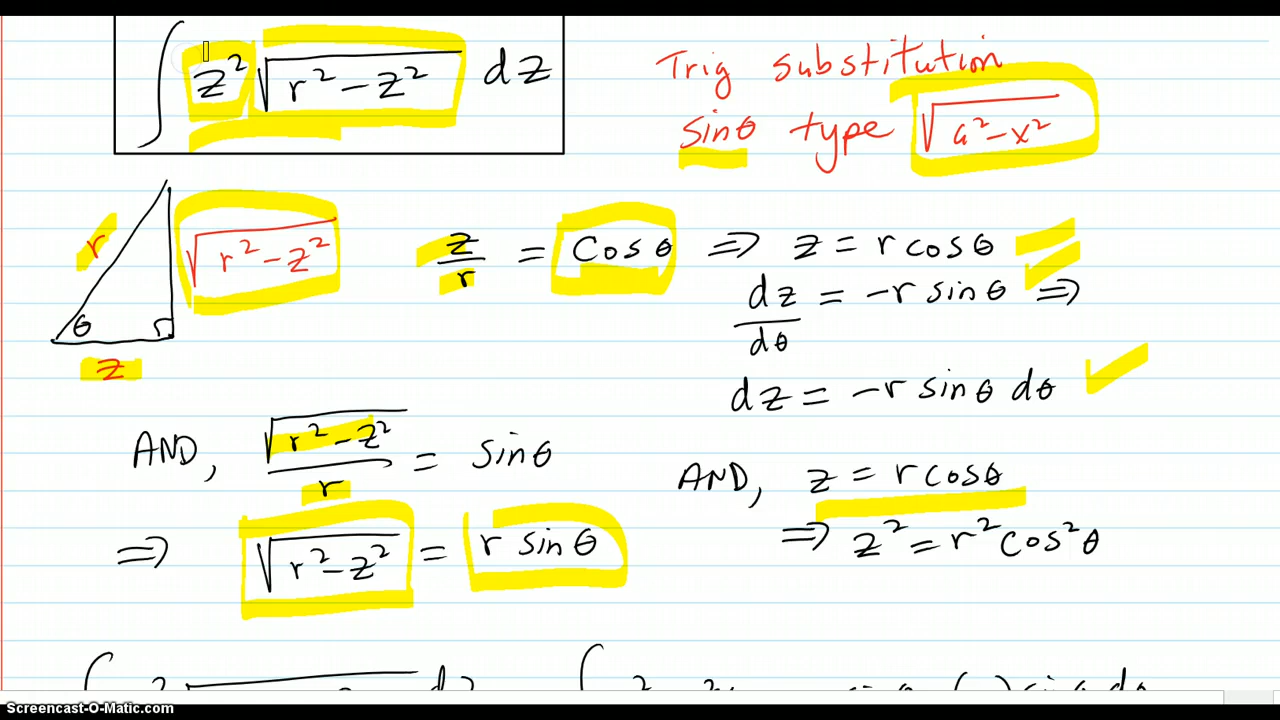 ∫ z² √(r² − z²) dz
Trig substitution
sinθ type √(a² − x²)
r
√(r² − z²)
θ
z
z/r = Cosθ ⇒ z = r cosθ
dz/dθ = −r sinθ ⇒
dz = −r sinθ dθ
AND, √(r² − z²)/r = sinθ
⇒ √(r² − z²) = r sinθ
AND, z = r cosθ
⇒ z² = r² cos²θ
Screencast-O-Matic.com